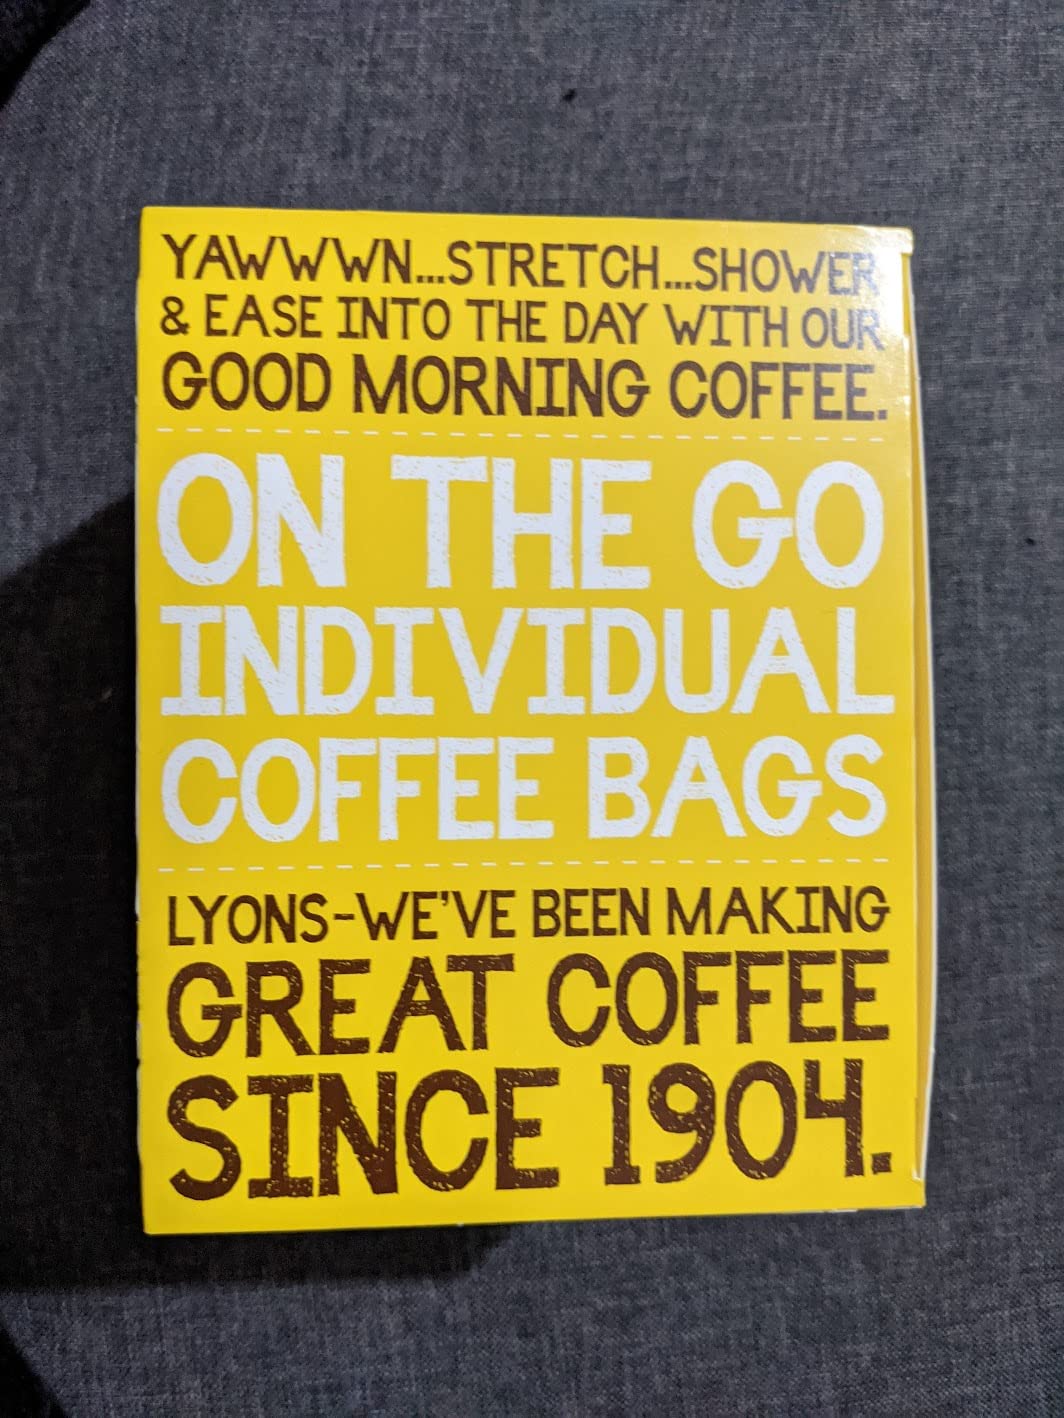 YAWWWN...STRETCH...SHOWER
& EASE INTO THE DAY WITH OUR
GOOD MORNING COFFEE.
ON THE GO
INDIVIDUAL
COFFEE BAGS
LYONS-WE'VE BEEN MAKING
GREAT COFFEE
SINCE 1904.